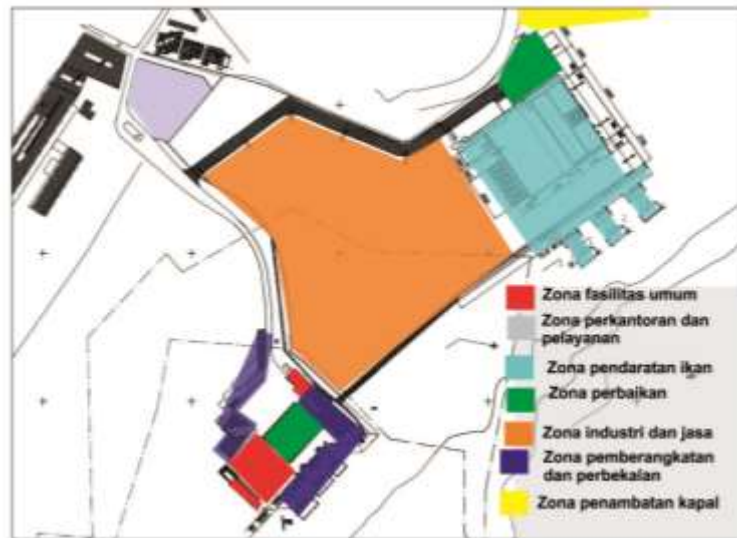 Zona fasilitas umum
Zona perkantoran dan
pelayanan
Zona pendaratan ikan
Zona perbaikan
Zona industri dan jasa
Zona pemberangkatan
dan perbekalan
Zona penambatan kapal